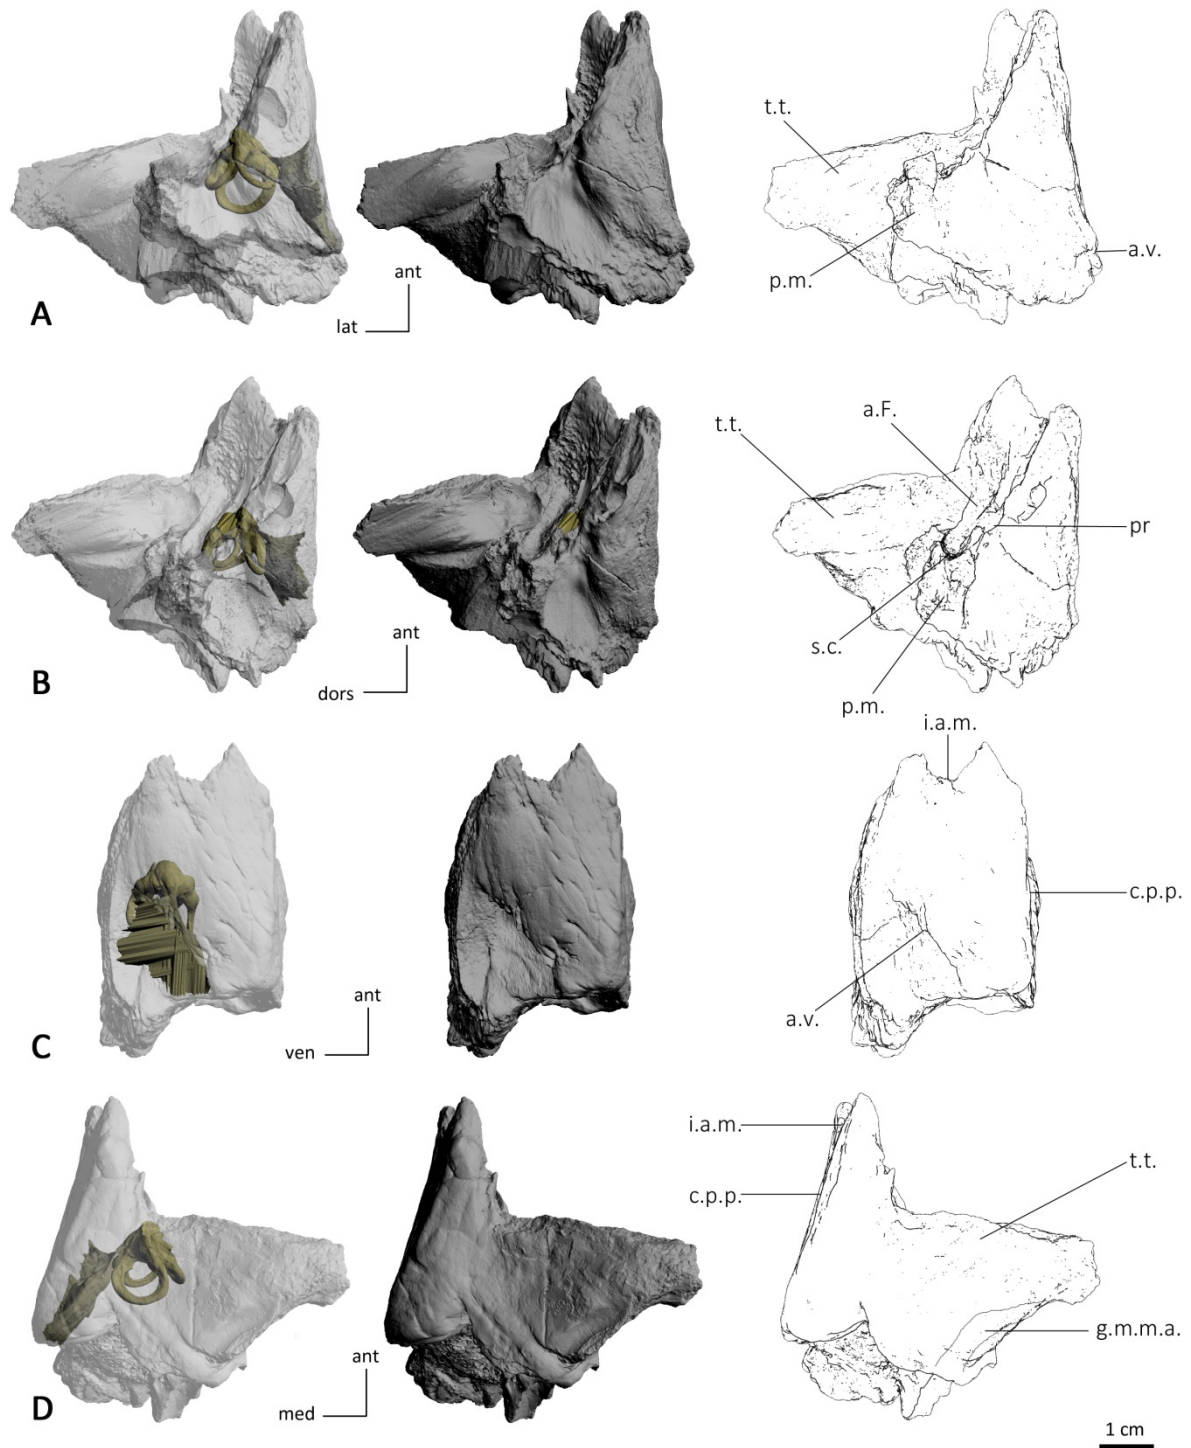 t.t.
a.v.
p.m.
ant
lat
A
a.F.
t.t.
pr
ant
s.c.
dors
B
p.m.
i.a.m.
c.p.p.
ant
a.v.
ven
C
i.a.m.
t.t.
c.p.p.
g.m.m.a.
ant
med
D
1 cm